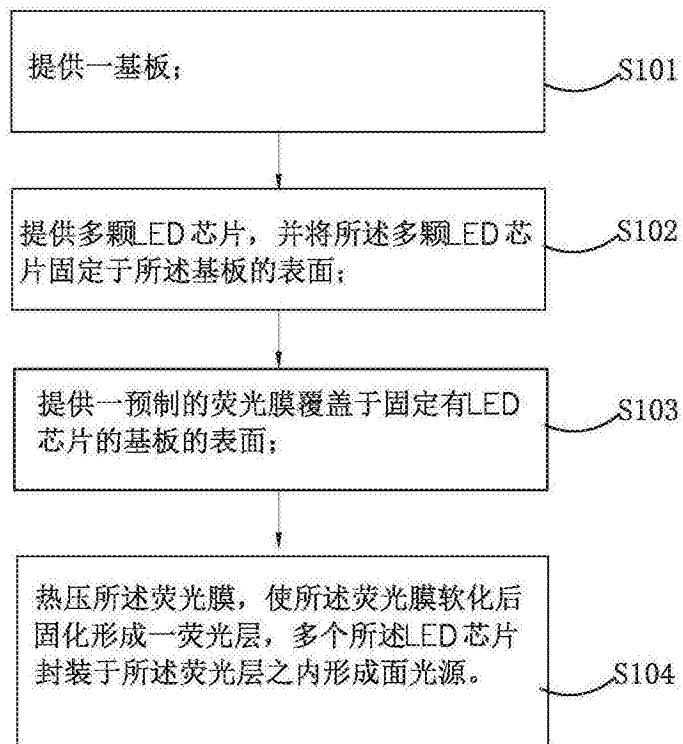 提供一基板；
S101
提供多颗LED芯片，并将所述多颗LED芯
片固定于所述基板的表面；
S102
提供一预制的荧光膜覆盖于固定有LED
芯片的基板的表面；
S103
热压所述荧光膜，使所述荧光膜软化后
固化形成一荧光层，多个所述LED芯片
封装于所述荧光层之内形成面光源。
S104